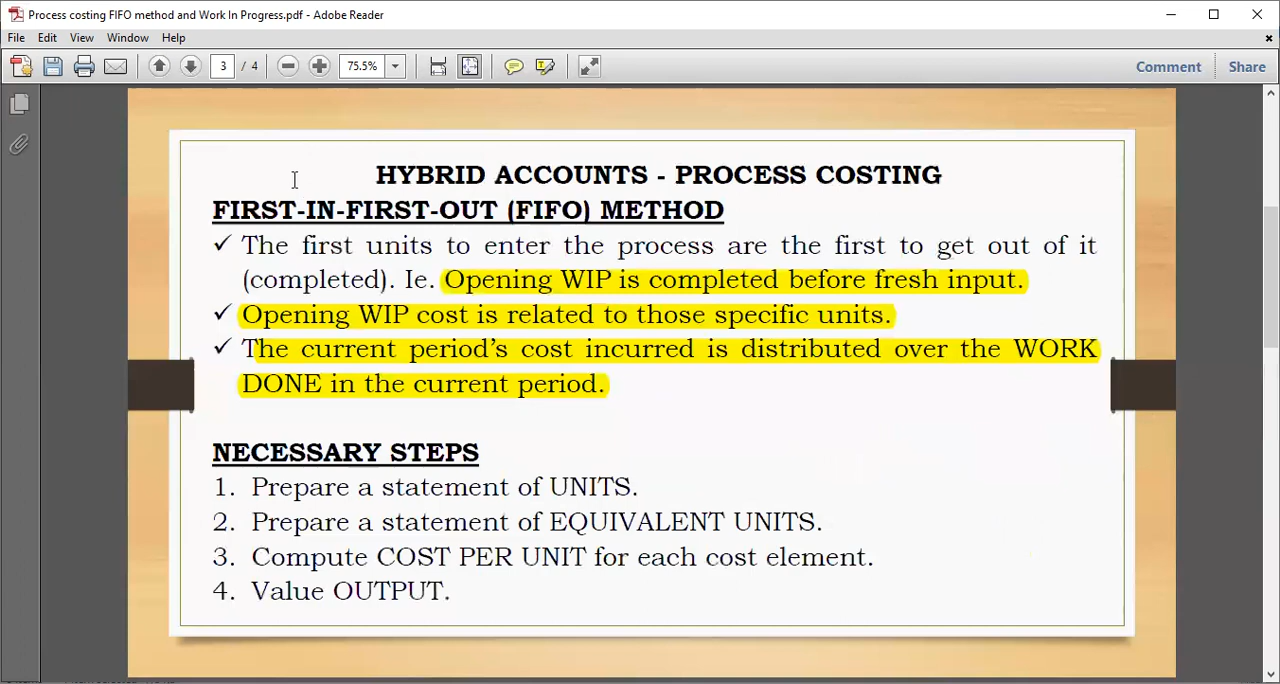 Process costing FIFO method and Work In Progress.pdf - Adobe Reader
File Edit View Window Help
3 / 4 75.5% Comment Share
HYBRID ACCOUNTS - PROCESS COSTING
FIRST-IN-FIRST-OUT (FIFO) METHOD
✓ The first units to enter the process are the first to get out of it
(completed). Ie. Opening WIP is completed before fresh input.
✓ Opening WIP cost is related to those specific units.
✓ The current period's cost incurred is distributed over the WORK
DONE in the current period.
NECESSARY STEPS
1. Prepare a statement of UNITS.
2. Prepare a statement of EQUIVALENT UNITS.
3. Compute COST PER UNIT for each cost element.
4. Value OUTPUT.